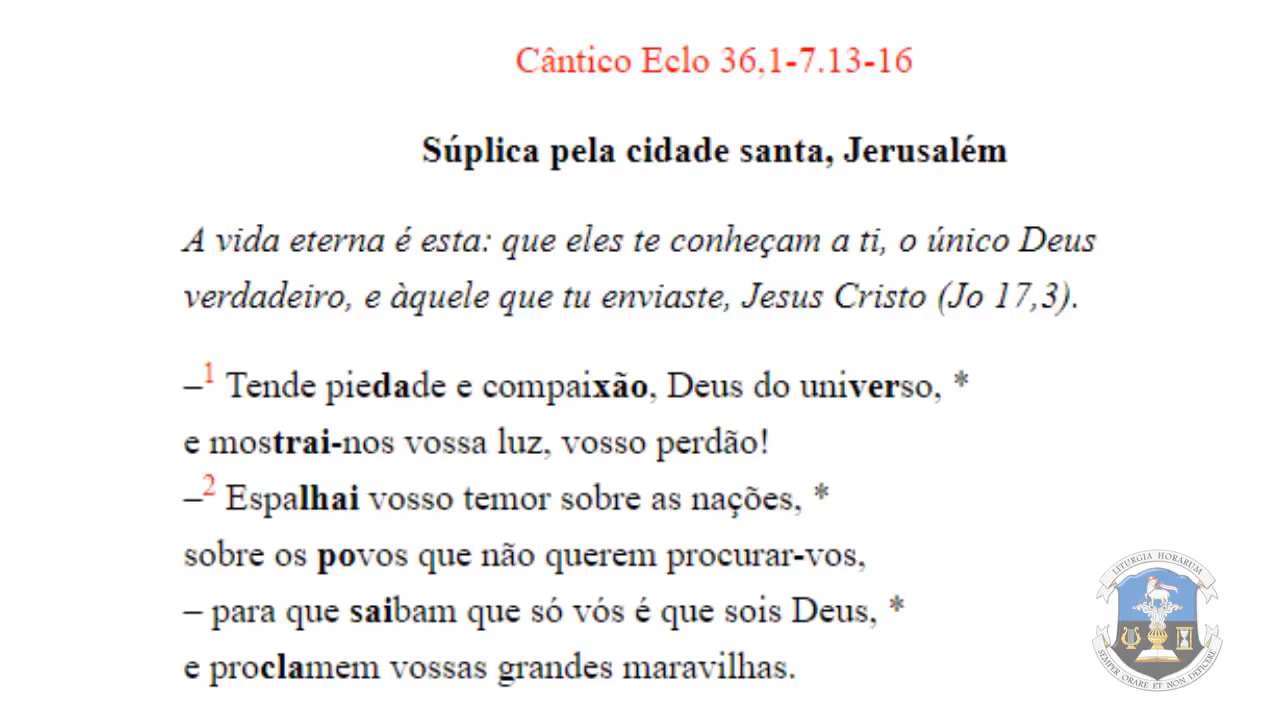 Cântico Eclo 36,1-7.13-16
Súplica pela cidade santa, Jerusalém
A vida eterna é esta: que eles te conheçam a ti, o único Deus
verdadeiro, e àquele que tu enviaste, Jesus Cristo (Jo 17,3).
–1 Tende piedade e compaixão, Deus do universo, *
e mostrai-nos vossa luz, vosso perdão!
–2 Espalhai vosso temor sobre as nações, *
sobre os povos que não querem procurar-vos,
– para que saibam que só vós é que sois Deus, *
e proclamem vossas grandes maravilhas.
LITURGIA HORARUM
SEMPER ORARE ET NON DEFICERE